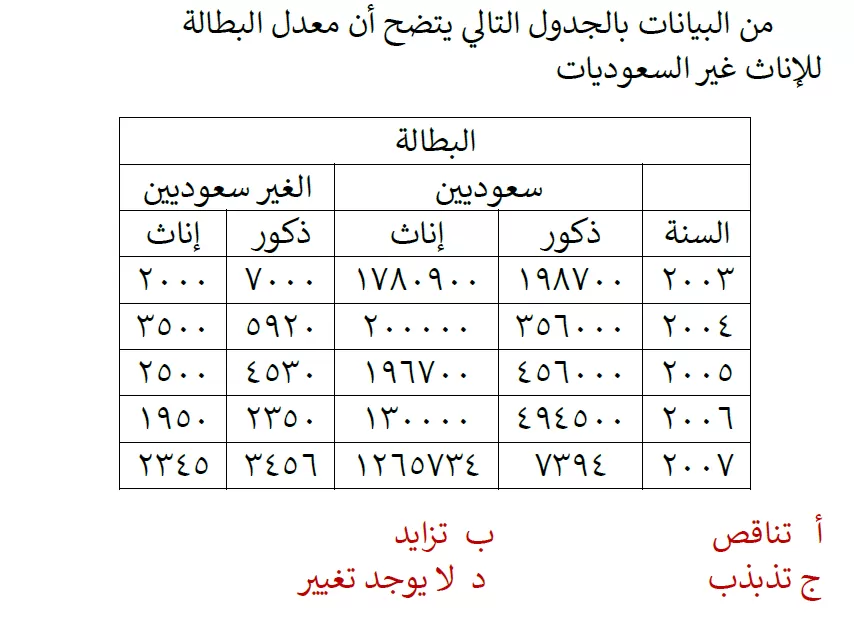 من البيانات بالجدول التالي يتضح أن معدل البطالة
للإناث غير السعوديات
البطالة
سعوديين الغير سعوديين
السنة ذكور إناث ذكور إناث
٢٠٠٣ ١٩٨٧٠٠ ١٧٨٠٩٠٠ ٧٠٠٠ ٢٠٠٠
٢٠٠٤ ٣٥٦٠٠٠ ٢٠٠٠٠٠ ٥٩٢٠ ٣٥٠٠
٢٠٠٥ ٤٥٦٠٠٠ ١٩٦٧٠٠ ٤٥٣٠ ٢٥٠٠
٢٠٠٦ ٤٩٤٥٠٠ ١٣٠٠٠٠ ٢٣٥٠ ١٩٥٠
٢٠٠٧ ٧٣٩٤ ١٢٦٥٧٣٤ ٣٤٥٦ ٢٣٤٥
أ تناقص ب تزايد
ج تذبذب د لا يوجد تغيير